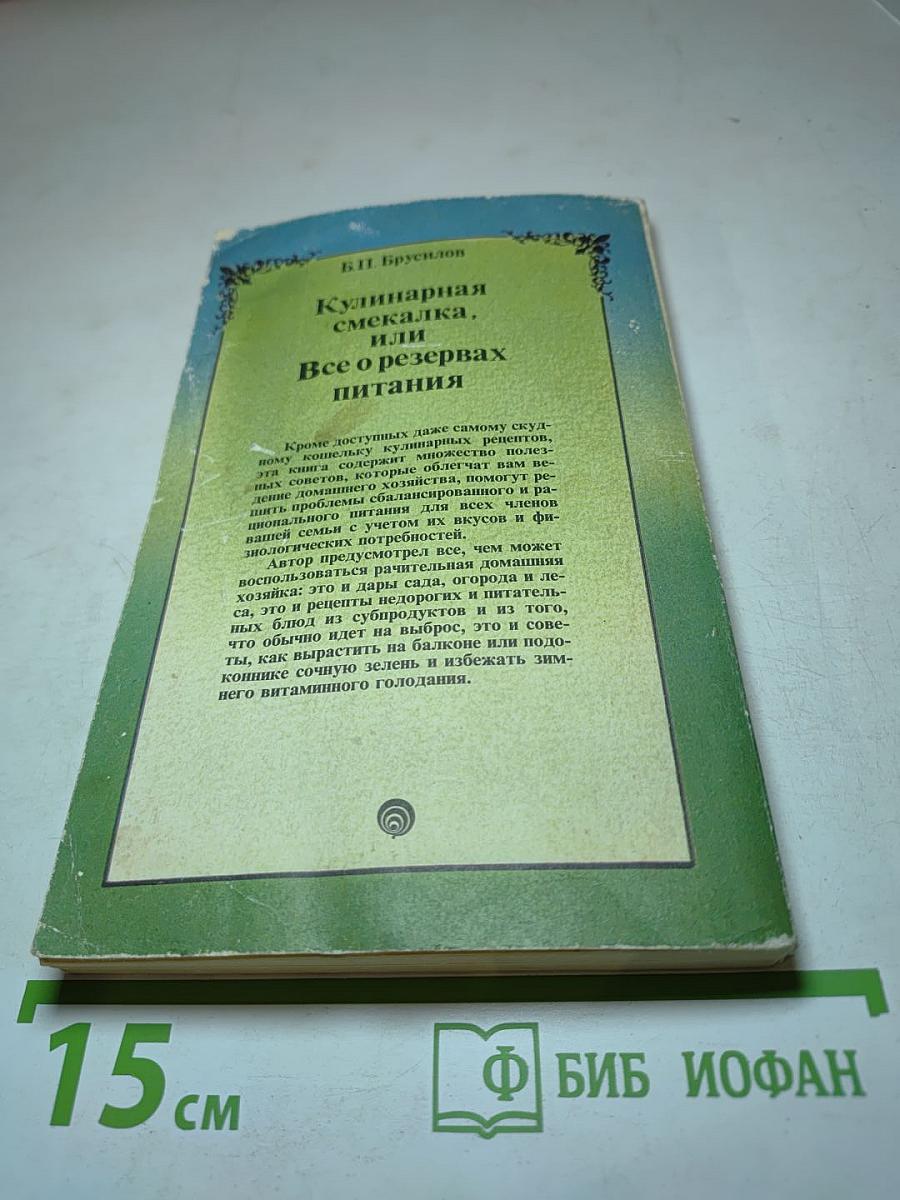 Б.П. Брусилов
Кулинарная
смекалка,
или
Все о резервах
питания
Кроме доступных даже самому скуд-
ному кошельку кулинарных рецептов,
эта книга содержит множество полез-
ных советов, которые облегчат вам ве-
дение домашнего хозяйства, помогут ре-
шить проблемы сбалансированного и ра-
ционального питания для всех членов
вашей семьи с учетом их вкусов и фи-
зиологических потребностей.
Автор предусмотрел все, чем может
воспользоваться рачительная домашняя
хозяйка: это и дары сада, огорода и ле-
са, это и рецепты недорогих и питатель-
ных блюд из субпродуктов и из того,
что обычно идет на выброс, это и сове-
ты, как вырастить на балконе или подо-
коннике сочную зелень и избежать зим-
него витаминного голодания.
15 см
Ф БИБ ИОФАН